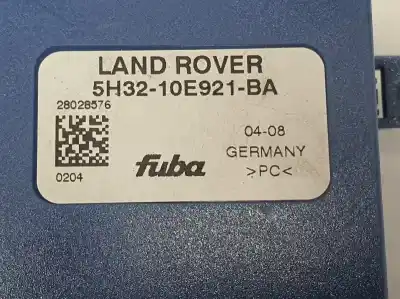 LAND ROVER
5H32-10E921-BA
28028576
04-08
GERMANY
fuba
>PC<
0204